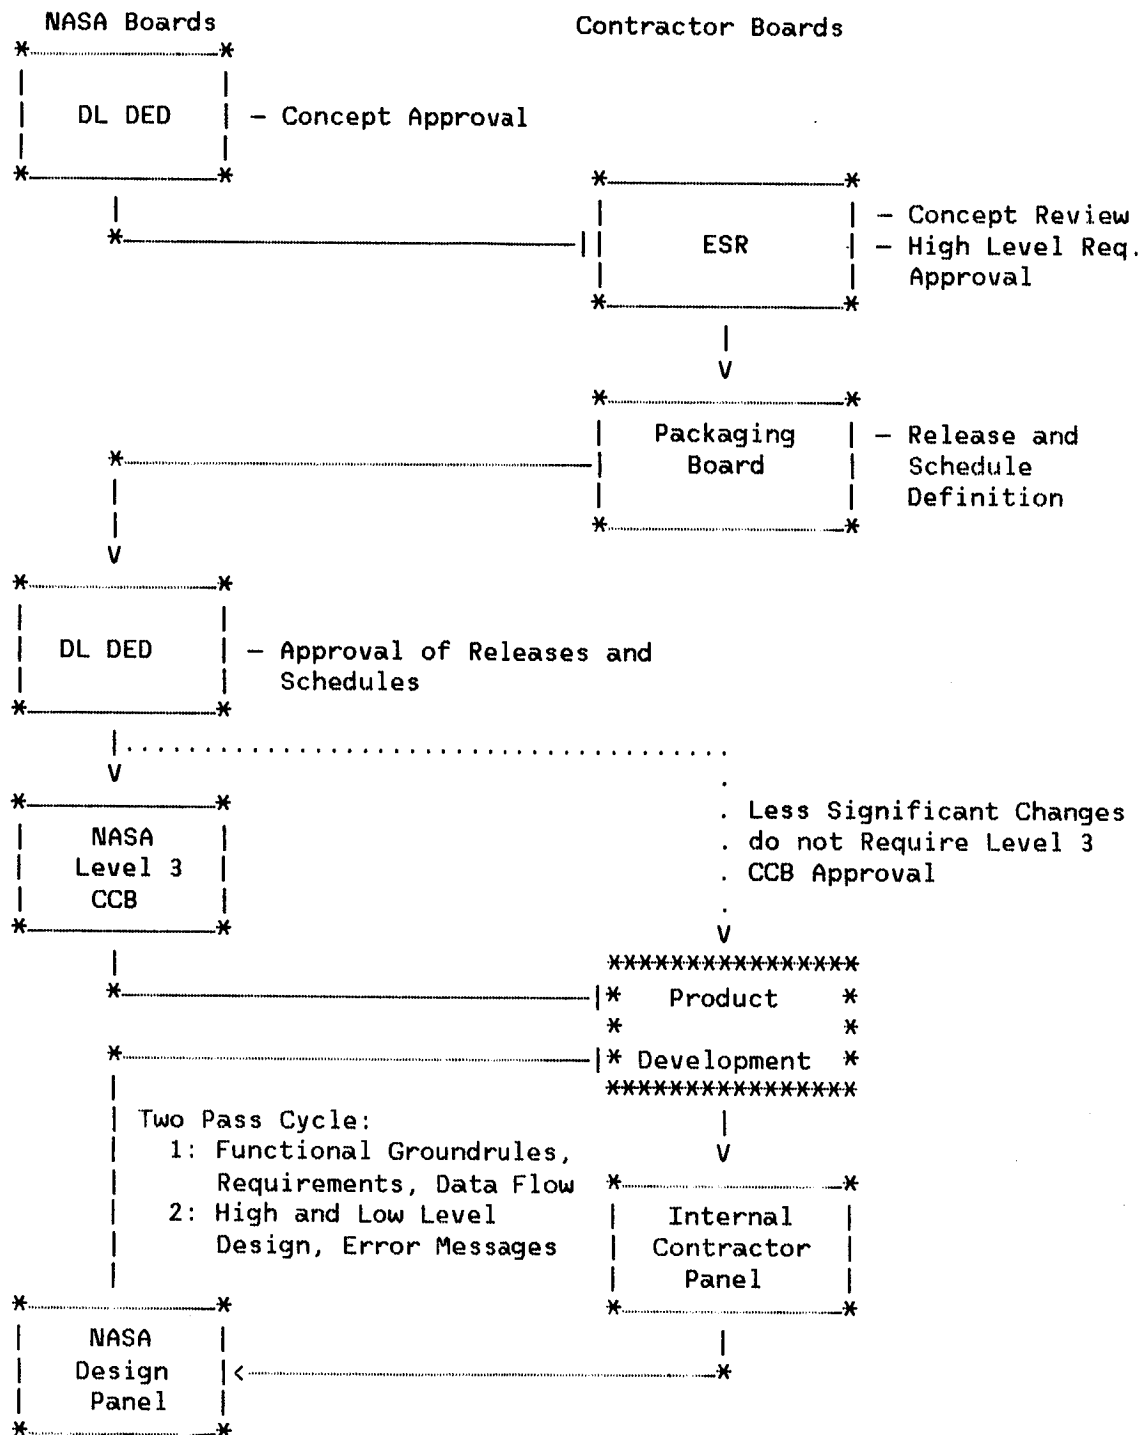 NASA Boards
Contractor Boards
DL DED
– Concept Approval
ESR
– Concept Review
– High Level Req.
Approval
Packaging
Board
– Release and
Schedule
Definition
DL DED
– Approval of Releases and
Schedules
NASA
Level 3
CCB
Less Significant Changes
do not Require Level 3
CCB Approval
Product
Development
Two Pass Cycle:
1: Functional Groundrules,
Requirements, Data Flow
2: High and Low Level
Design, Error Messages
Internal
Contractor
Panel
NASA
Design
Panel